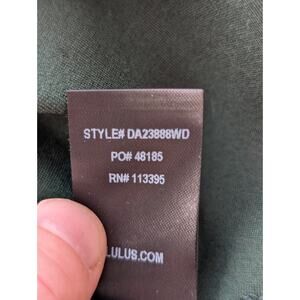 STYLE# DA23888WD
PO# 48185
RN# 113395
LULUS.COM